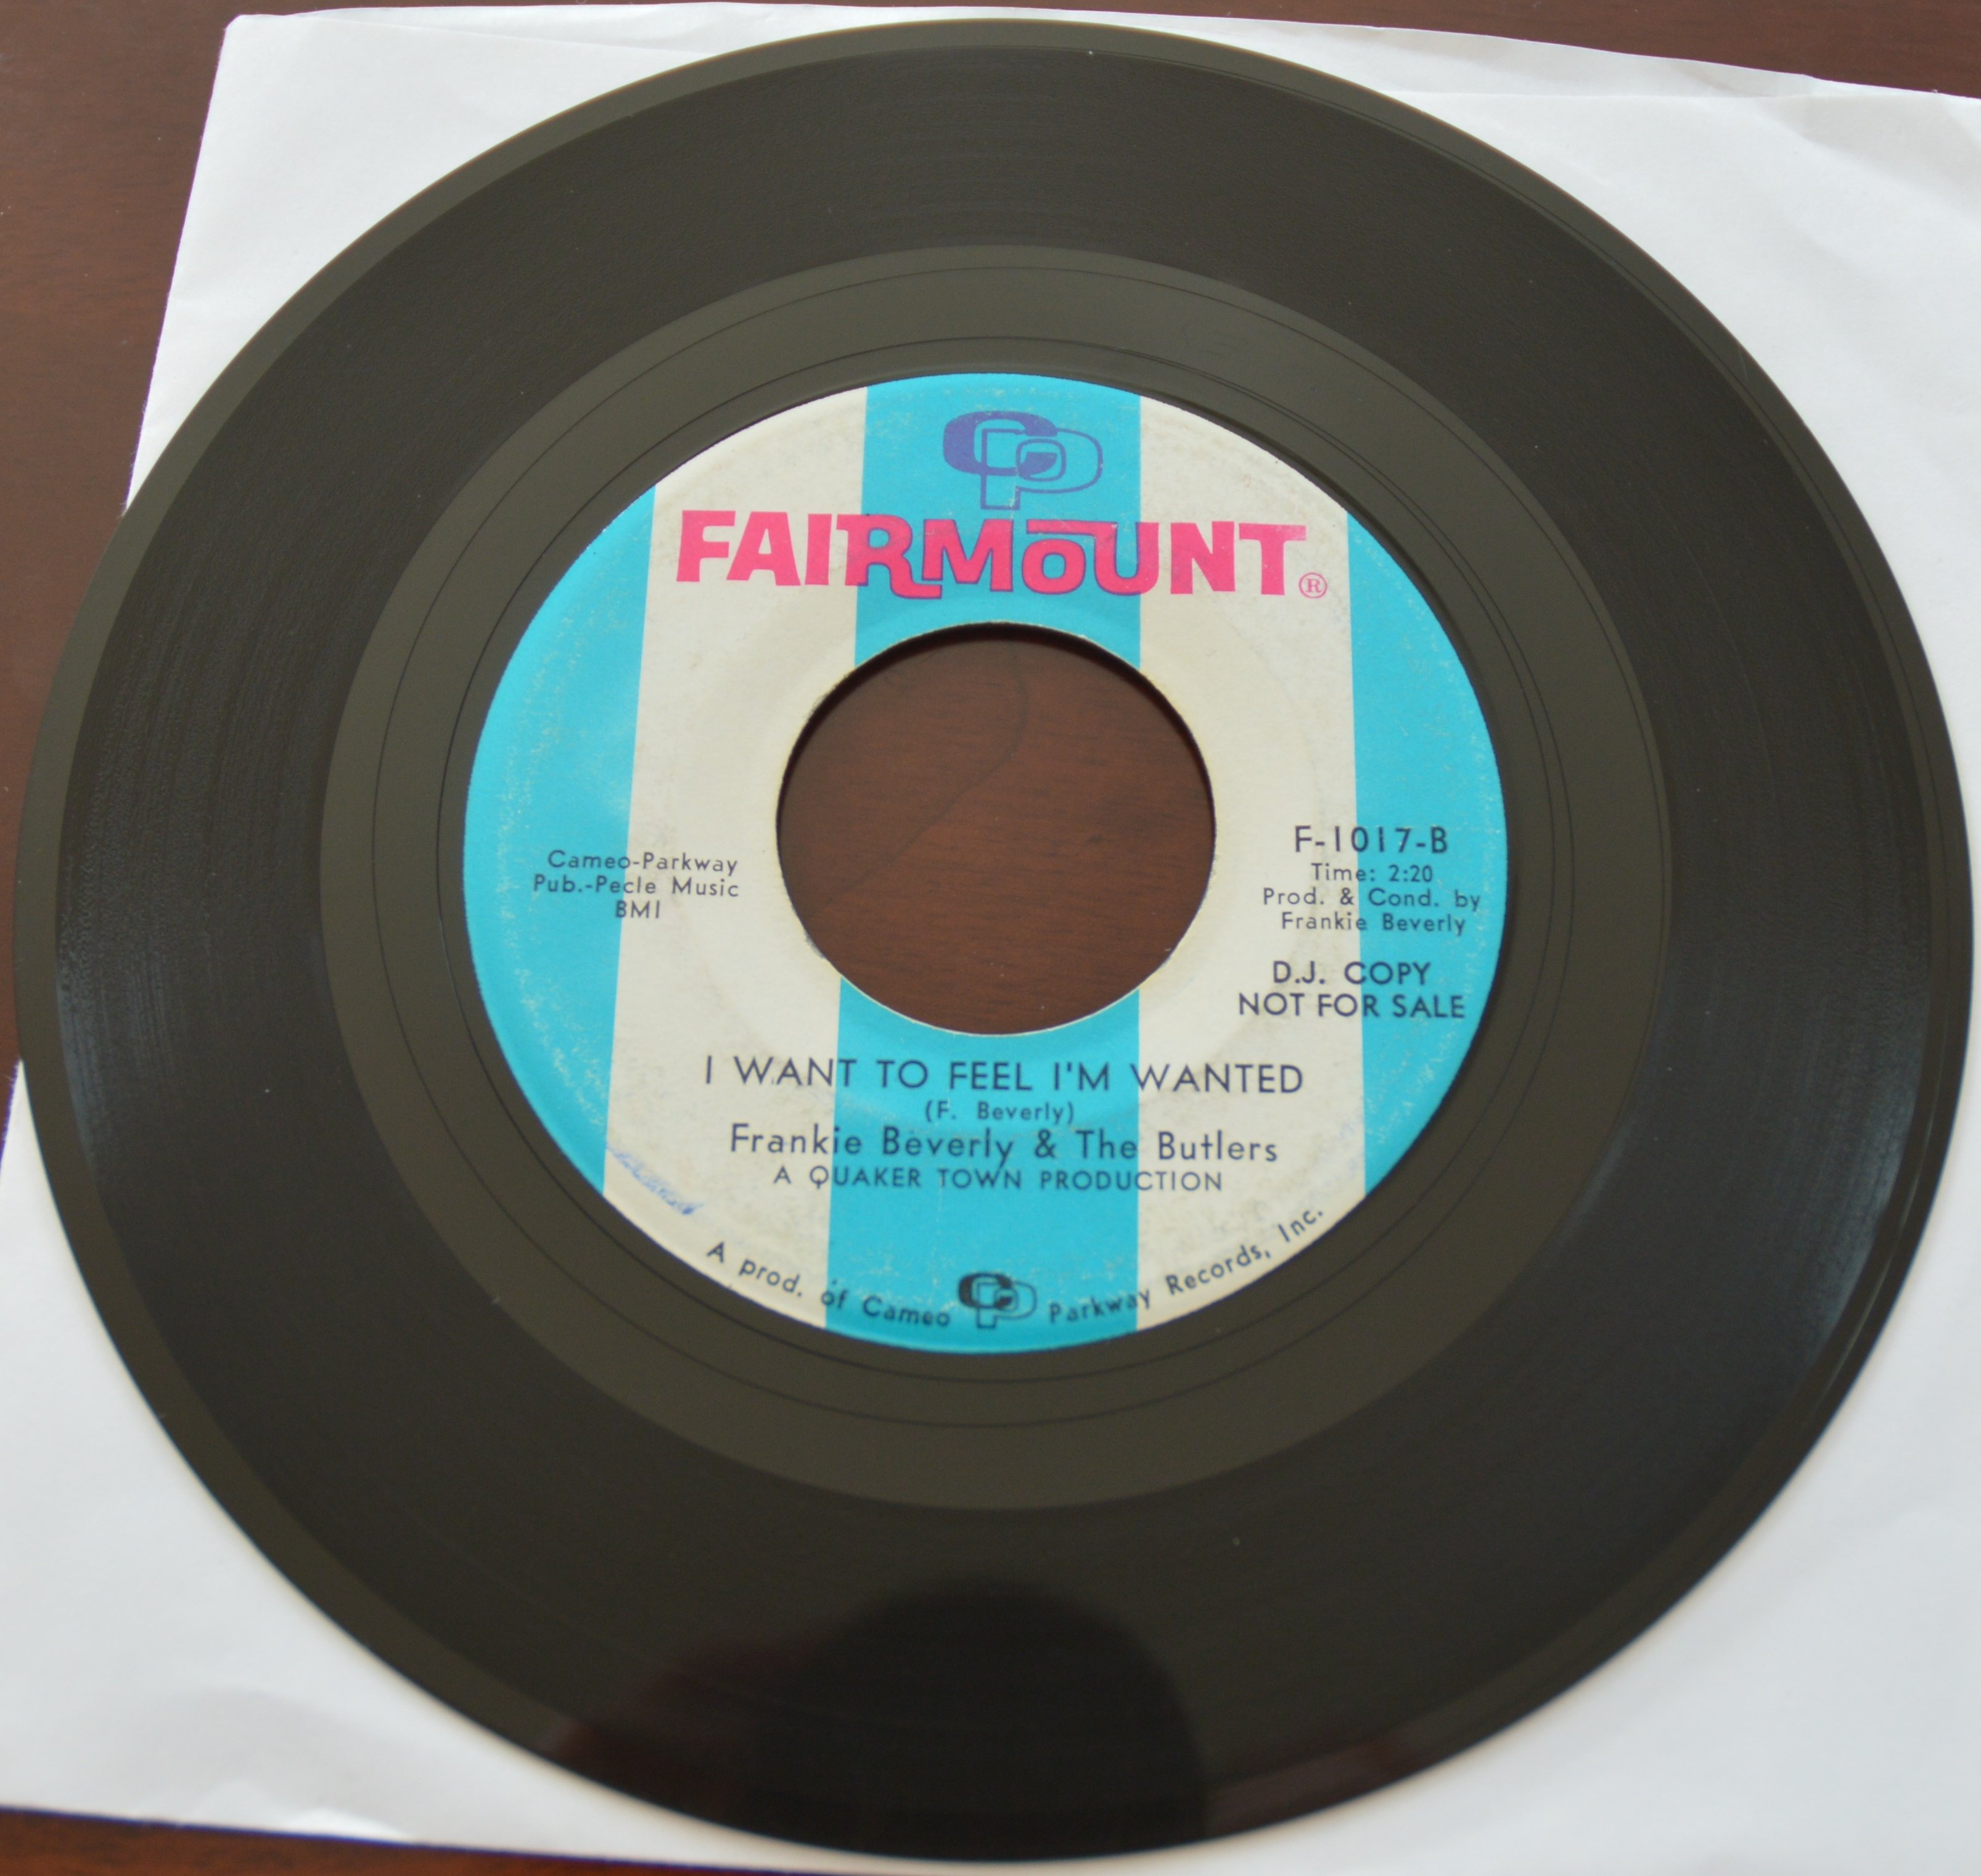 CP
FAIRMOUNT®
Cameo-Parkway
Pub.-Pecle Music
BMI
F-1017-B
Time: 2:20
Prod. & Cond. by
Frankie Beverly
D.J. COPY
NOT FOR SALE
I WANT TO FEEL I'M WANTED
(F. Beverly)
Frankie Beverly & The Butlers
A QUAKER TOWN PRODUCTION
A prod. of Cameo CP Parkway Records, Inc.